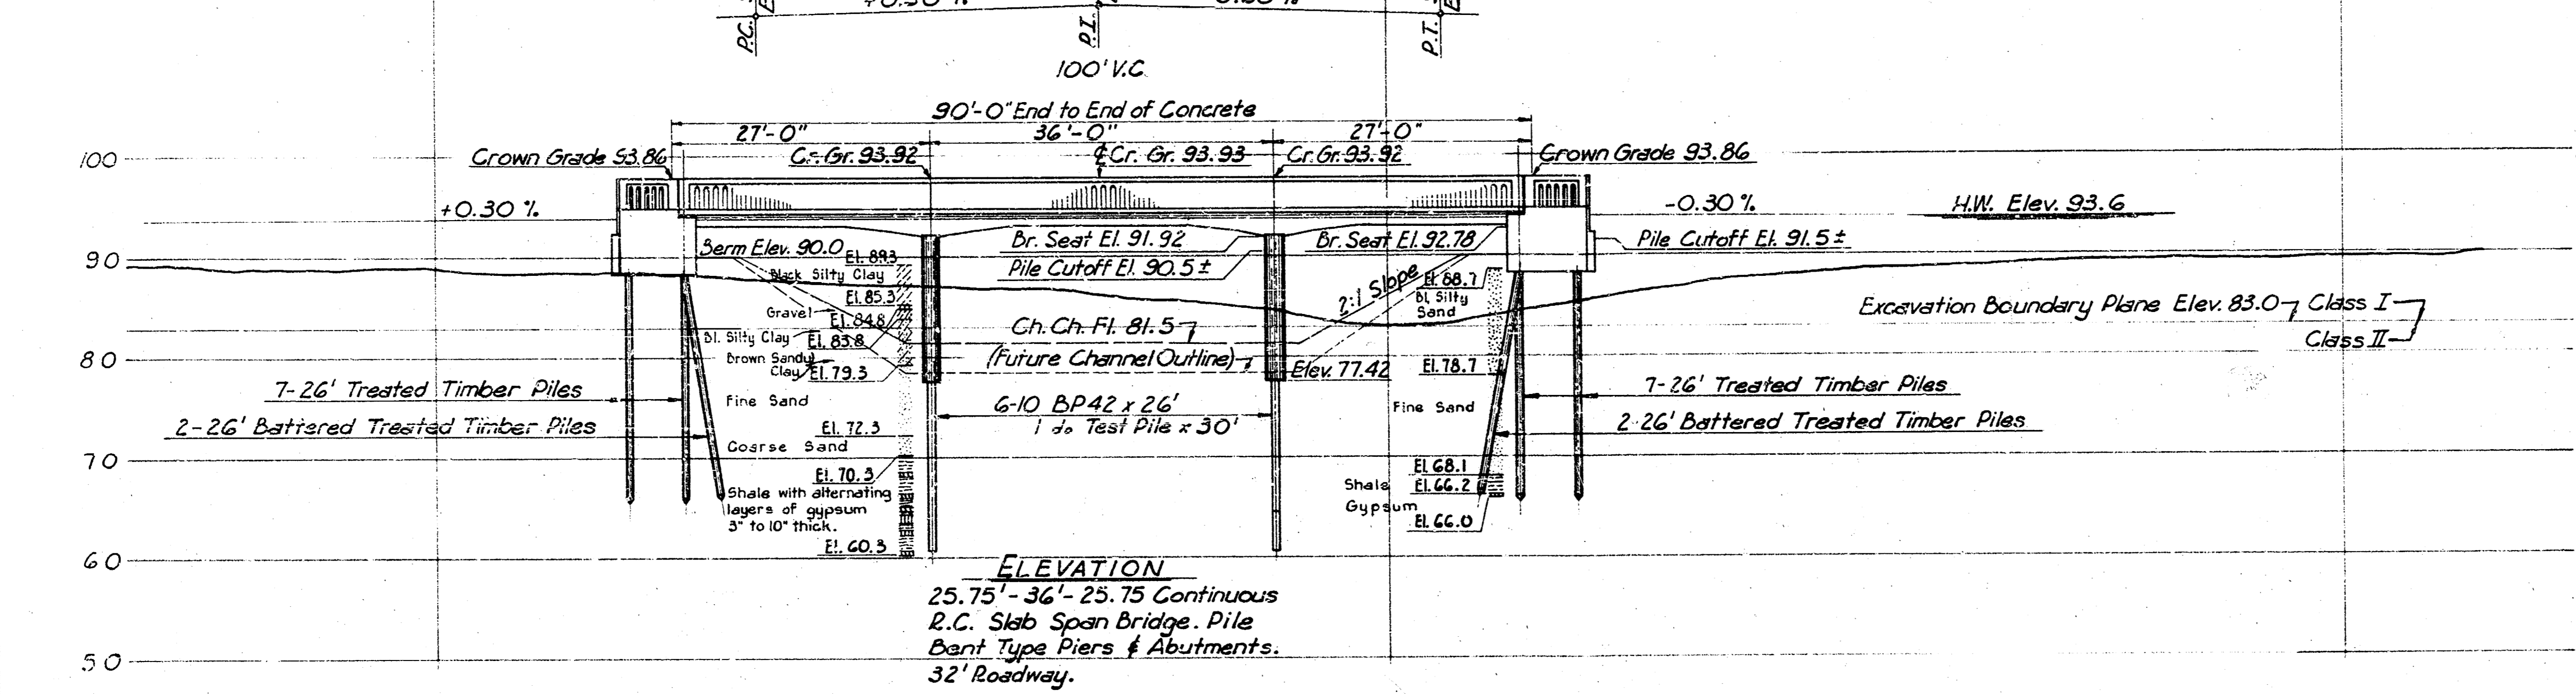 +0.30 %
P.C.
P.I.
P.T.
100' V.C.
90'-0" End to End of Concrete
27'-0"
36'-0"
27'-0"
100
Crown Grade 93.86
Cr. Gr. 93.92
℄ Cr. Gr. 93.93
Cr. Gr. 93.92
Crown Grade 93.86
+0.30 %
-0.30 %
H.W. Elev. 93.6
90
Berm Elev. 90.0
El. 89.3
Black Silty Clay
El. 85.3
Gravel
El. 84.8
Bl. Silty Clay
El. 83.8
Brown Sandy
Clay
El. 79.3
Br. Seat El. 91.92
Pile Cutoff El. 90.5±
Br. Seat El. 92.78
Pile Cutoff El. 91.5±
2:1 Slope
El. 88.7
Bl. Silty
Sand
Ch. Ch. Fl. 81.5
(Future Channel Outline)
Elev. 77.42
El. 78.7
Excavation Boundary Plane Elev. 83.0
Class I
Class II
80
7-26' Treated Timber Piles
2-26' Battered Treated Timber Piles
Fine Sand
El. 72.3
Coarse Sand
6-10 BP42 x 26'
1 do Test Pile x 30'
Fine Sand
7-26' Treated Timber Piles
2-26' Battered Treated Timber Piles
70
El. 70.3
Shale with alternating
layers of gypsum
3" to 10" thick.
El. 60.3
El. 68.1
Shale
El. 66.2
Gypsum
El. 66.0
60
ELEVATION
25.75'-36'-25.75 Continuous
R.C. Slab Span Bridge. Pile
Bent Type Piers & Abutments.
32' Roadway.
50